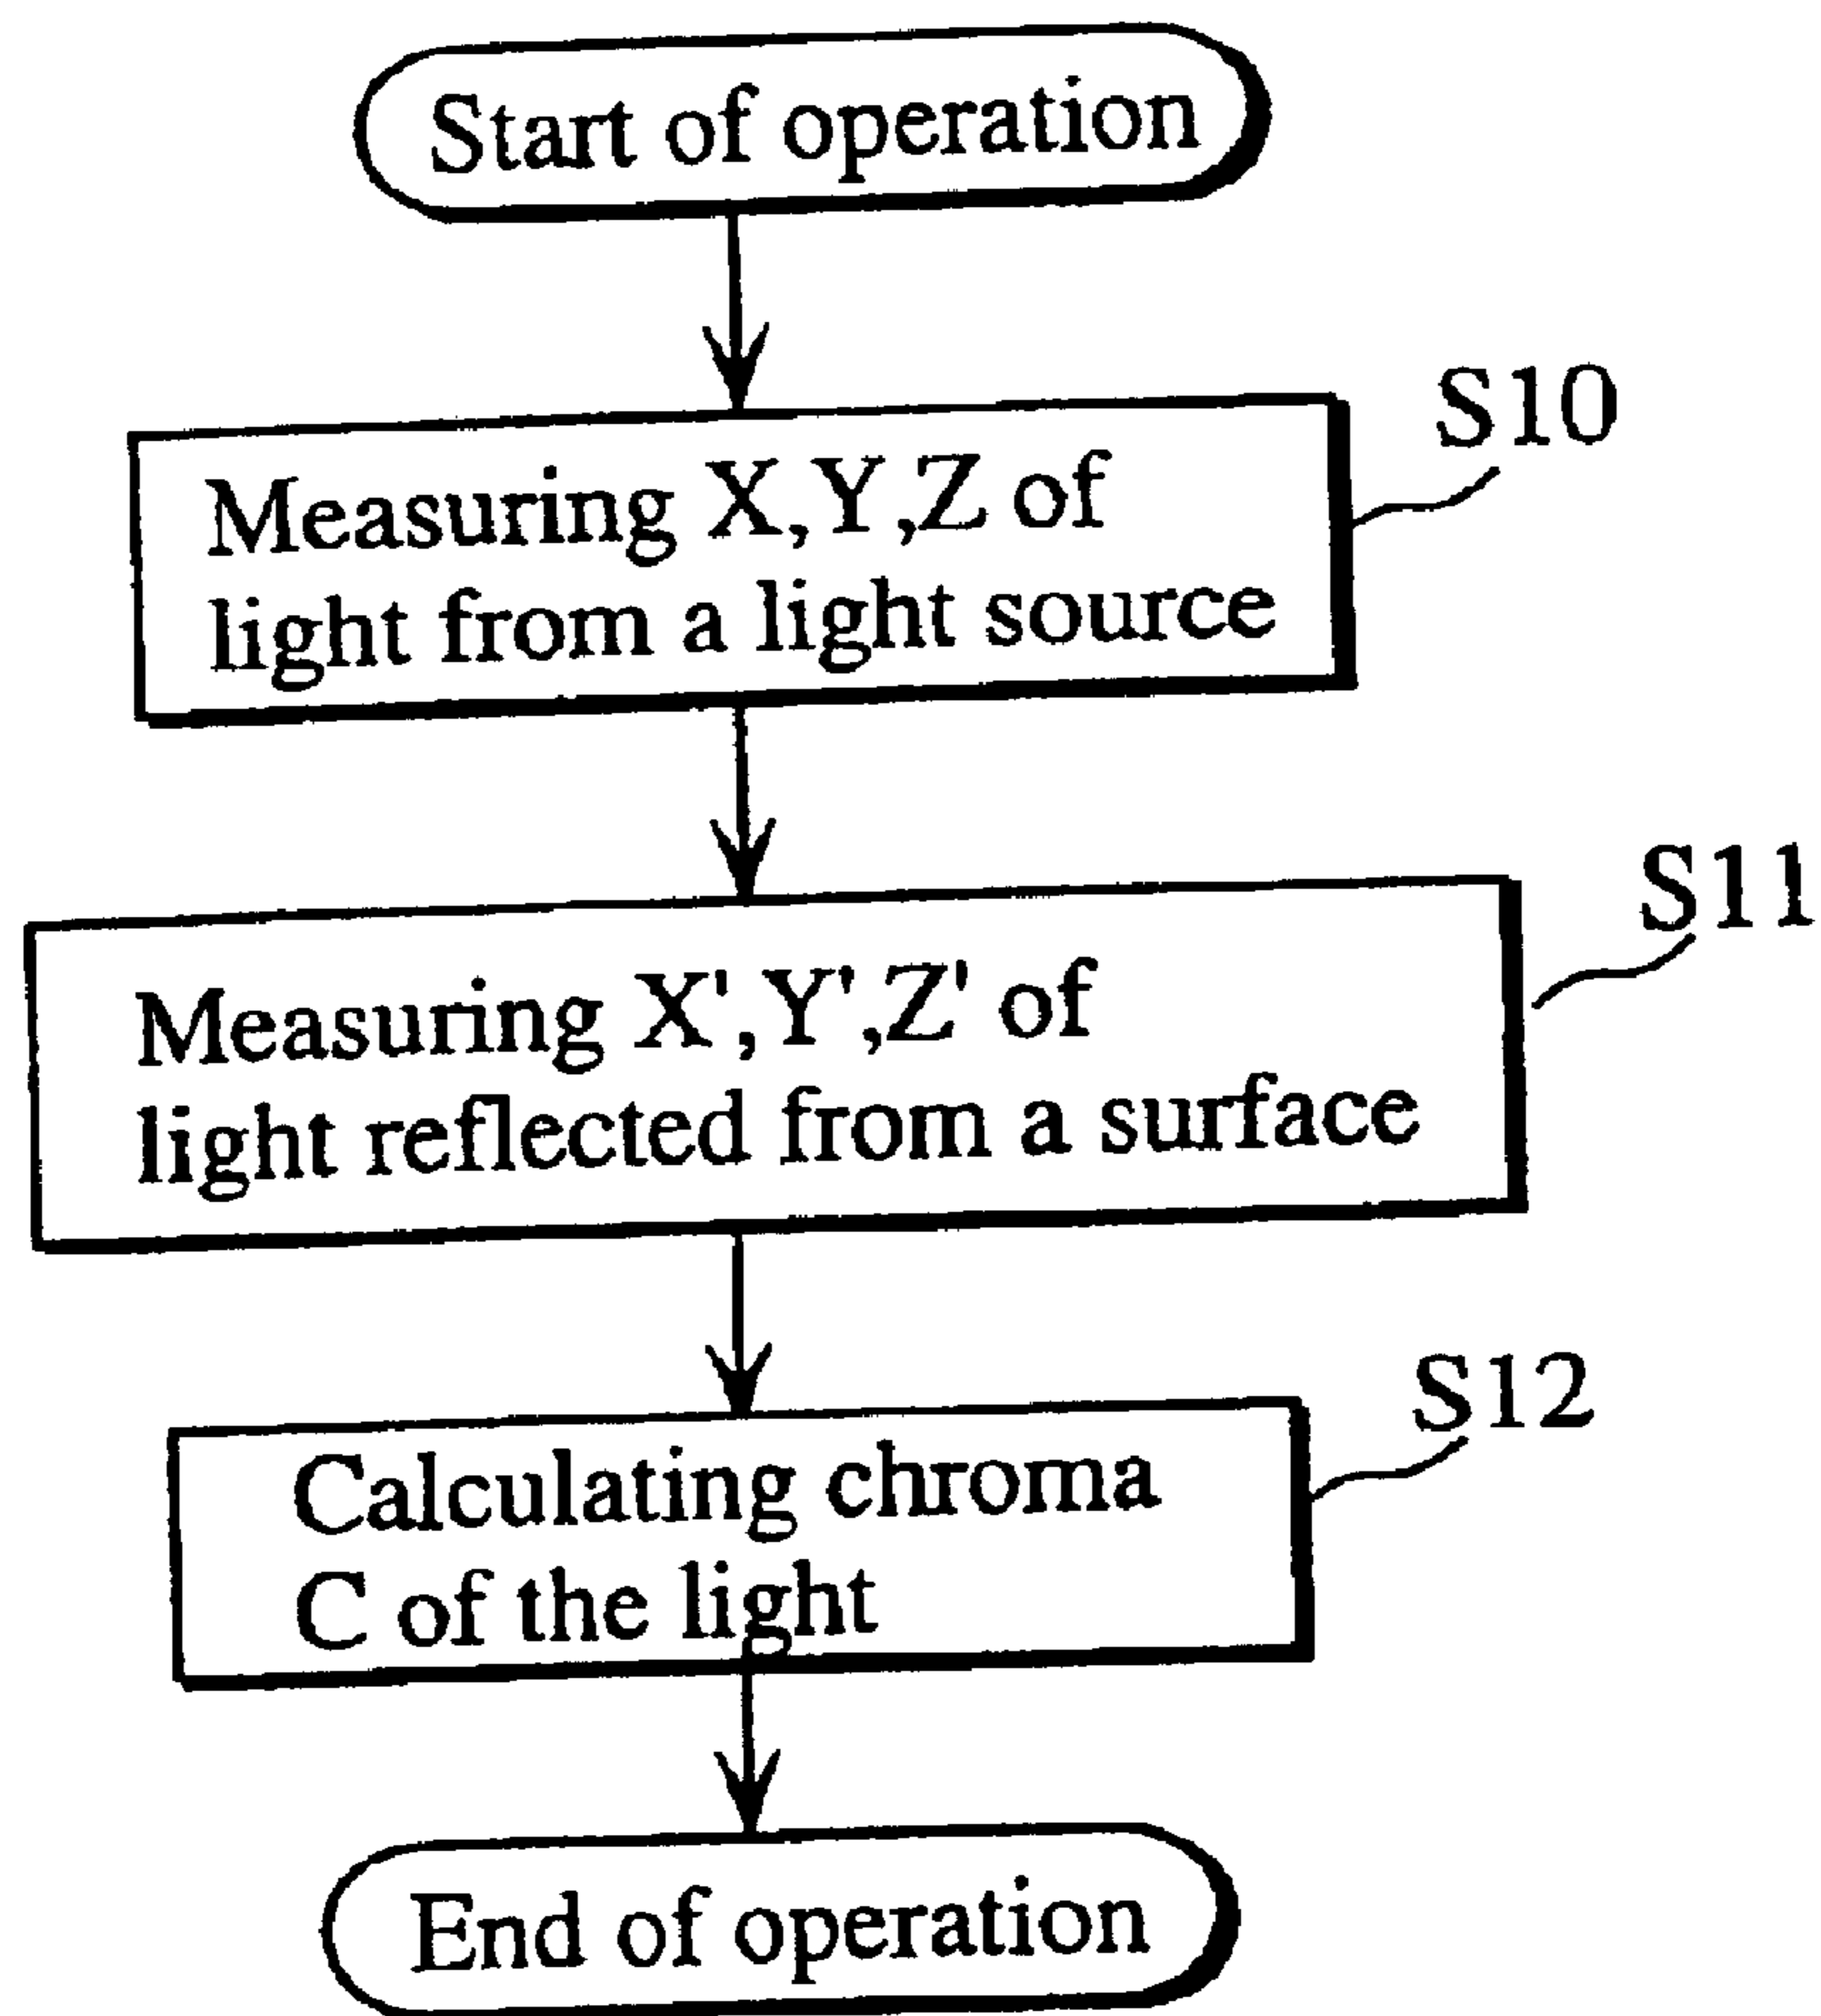 Start of operation
S10
Measuring X,Y,Z of
light from a light source
S11
Measuring X',Y',Z' of
light reflected from a surface
S12
Calculating chroma
C of the light
End of operation